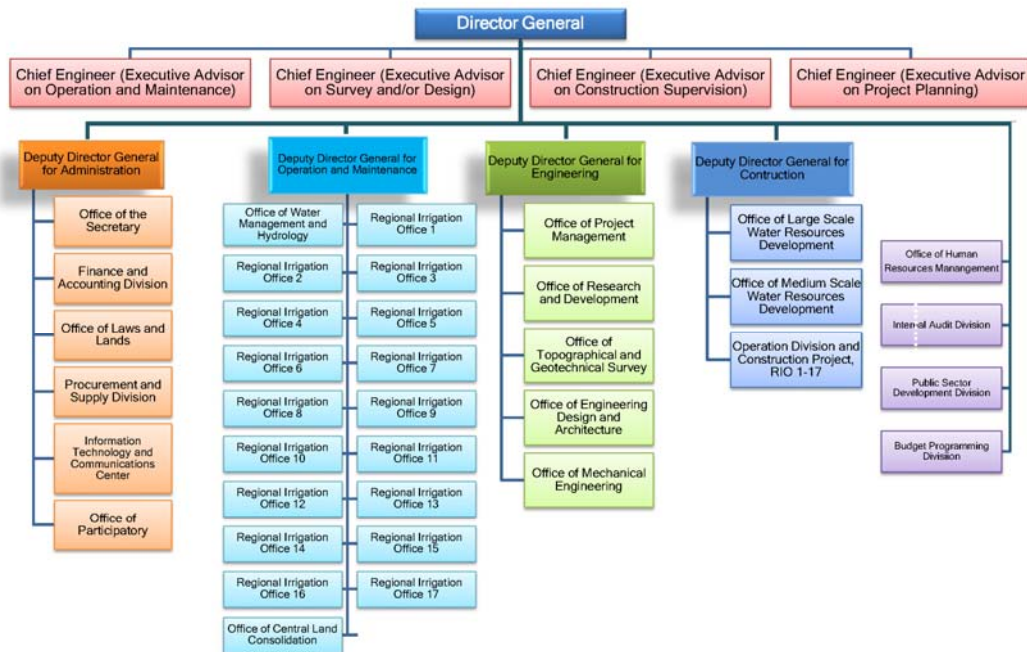 Director General
Chief Engineer (Executive Advisor
on Operation and Maintenance)
Chief Engineer (Executive Advisor
on Survey and/or Design)
Chief Engineer (Executive Advisor
on Construction Supervision)
Chief Engineer (Executive Advisor
on Project Planning)
Deputy Director General
for Administration
Office of the
Secretary
Finance and
Accounting Division
Office of Laws and
Lands
Procurement and
Supply Division
Information
Technology and
Communications
Center
Office of
Participatory
Deputy Director General for
Operation and Maintenance
Office of Water
Management and
Hydrology
Regional Irrigation
Office 1
Regional Irrigation
Office 2
Regional Irrigation
Office 3
Regional Irrigation
Office 4
Regional Irrigation
Office 5
Regional Irrigation
Office 6
Regional Irrigation
Office 7
Regional Irrigation
Office 8
Regional Irrigation
Office 9
Regional Irrigation
Office 10
Regional Irrigation
Office 11
Regional Irrigation
Office 12
Regional Irrigation
Office 13
Regional Irrigation
Office 14
Regional Irrigation
Office 15
Regional Irrigation
Office 16
Regional Irrigation
Office 17
Office of Central Land
Consolidation
Deputy Director General for
Engineering
Office of Project
Management
Office of Research
and Development
Office of
Topographical and
Geotechnical Survey
Office of Engineering
Design and
Architecture
Office of Mechanical
Engineering
Deputy Director General for
Contruction
Office of Large Scale
Water Resources
Development
Office of Medium Scale
Water Resources
Development
Operation Division and
Construction Project,
RIO 1-17
Office of Human
Resources Manangement
Internal Audit Division
Public Sector
Development Division
Budget Programming
Division